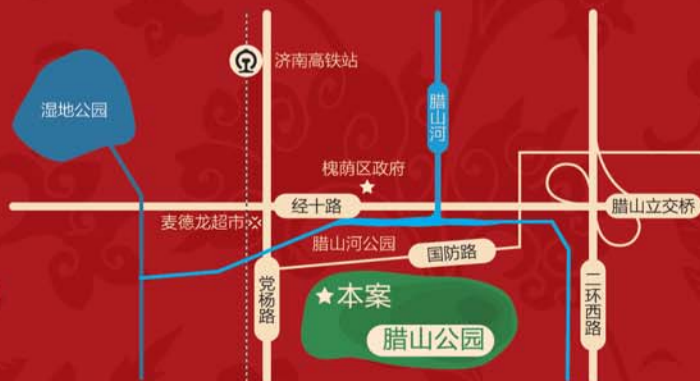 济南高铁站
湿地公园
腊山河
槐荫区政府
经十路
腊山立交桥
麦德龙超市
腊山河公园
国防路
党杨路
本案
二环西路
腊山公园